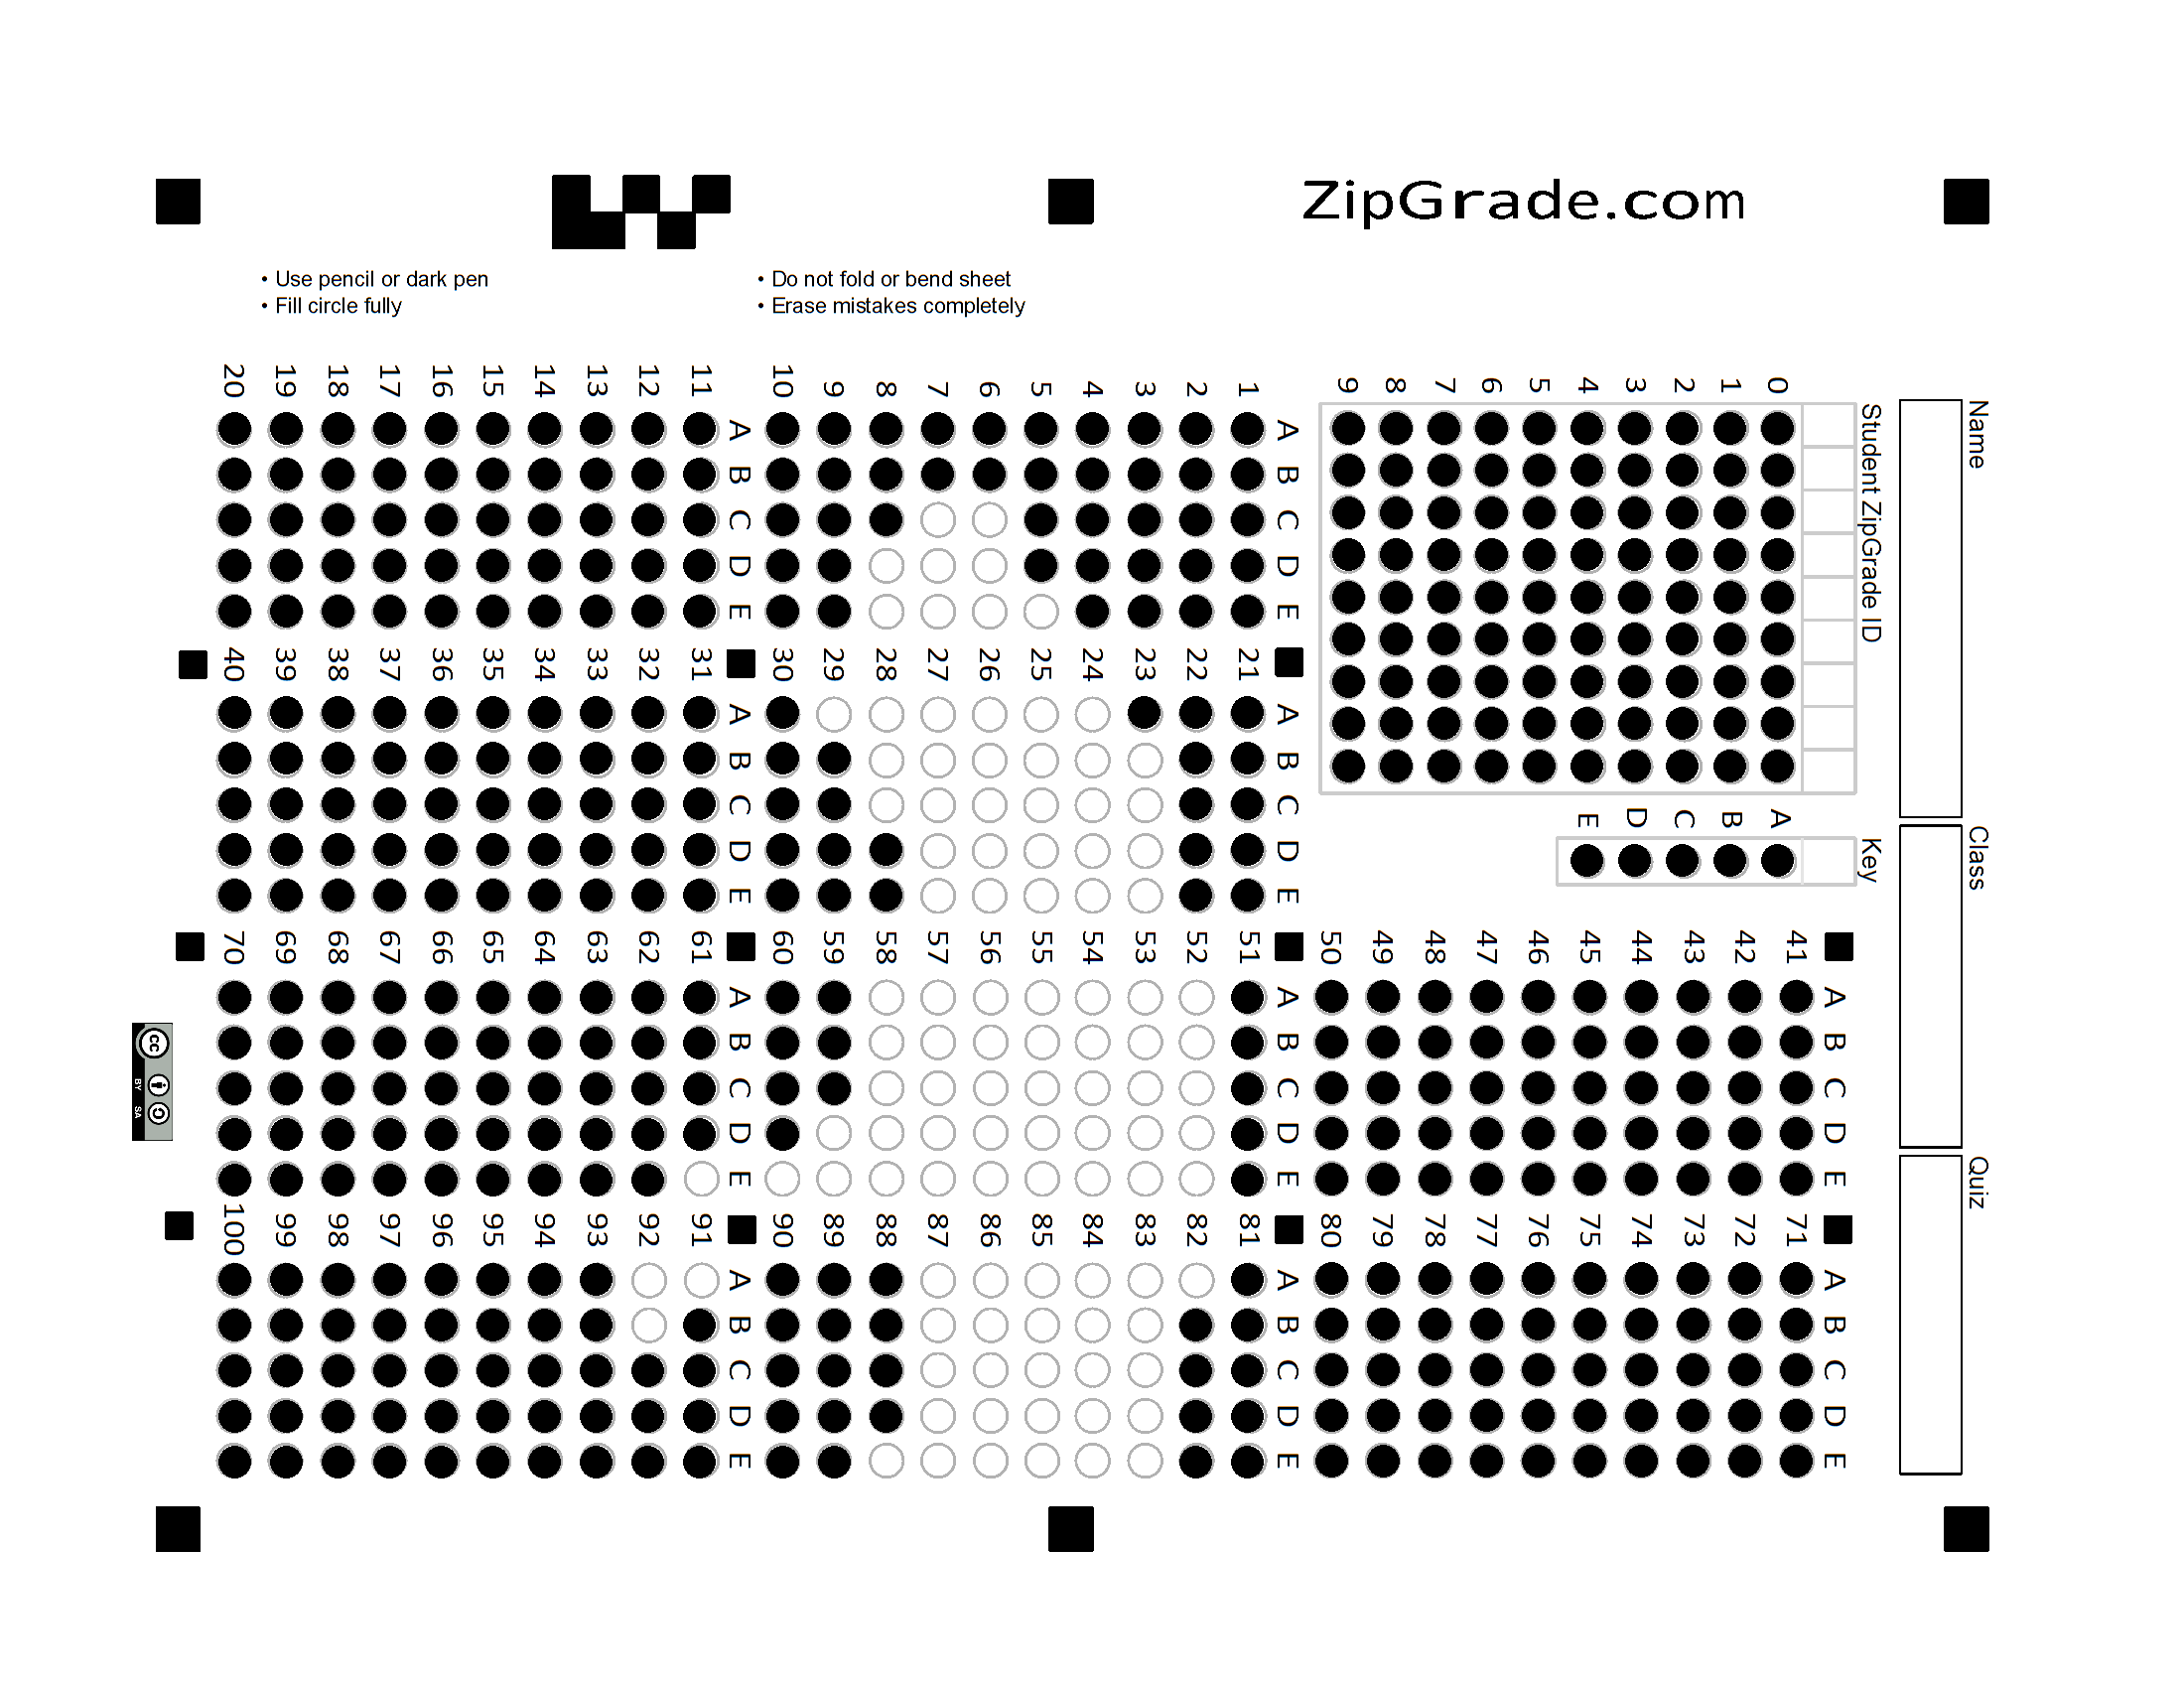 ZipGrade.com
• Use pencil or dark pen
• Fill circle fully
• Do not fold or bend sheet
• Erase mistakes completely
Name
Class
Quiz
Student ZipGrade ID
0 1 2 3 4 5 6 7 8 9
Key
A B C D E
A B C D E
1 2 3 4 5 6 7 8 9 10
A B C D E
11 12 13 14 15 16 17 18 19 20
A B C D E
21 22 23 24 25 26 27 28 29 30
A B C D E
31 32 33 34 35 36 37 38 39 40
A B C D E
41 42 43 44 45 46 47 48 49 50
A B C D E
51 52 53 54 55 56 57 58 59 60
A B C D E
61 62 63 64 65 66 67 68 69 70
A B C D E
71 72 73 74 75 76 77 78 79 80
A B C D E
81 82 83 84 85 86 87 88 89 90
A B C D E
91 92 93 94 95 96 97 98 99 100
A B C D E
cc
BY SA